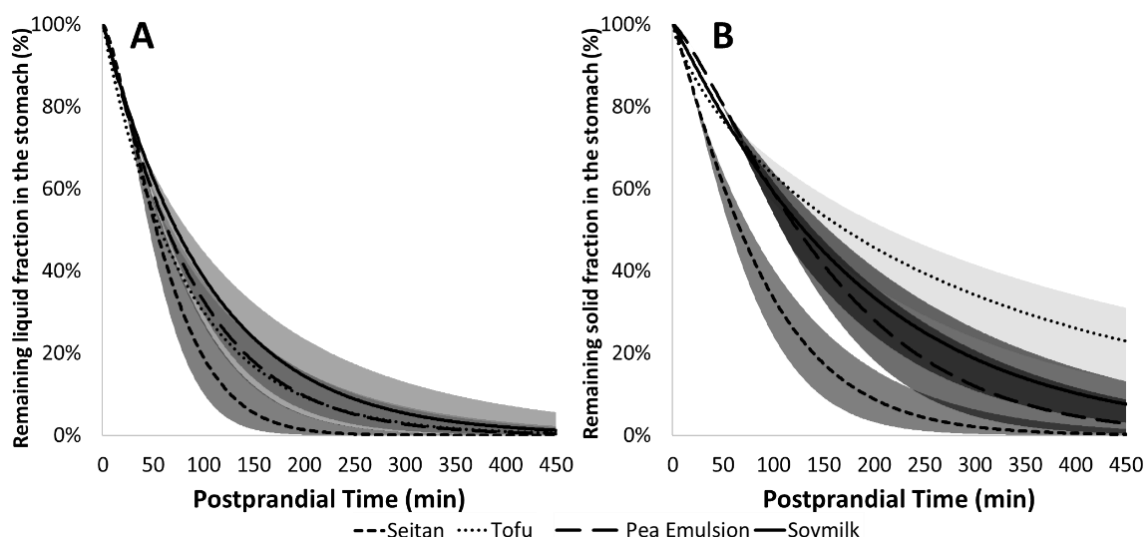 A
Remaining liquid fraction in the stomach (%)
100%
80%
60%
40%
20%
0%
0 50 100 150 200 250 300 350 400 450
Postprandial Time (min)
B
Remaining solid fraction in the stomach (%)
100%
80%
60%
40%
20%
0%
0 50 100 150 200 250 300 350 400 450
Postprandial Time (min)
Seitan Tofu Pea Emulsion Soymilk